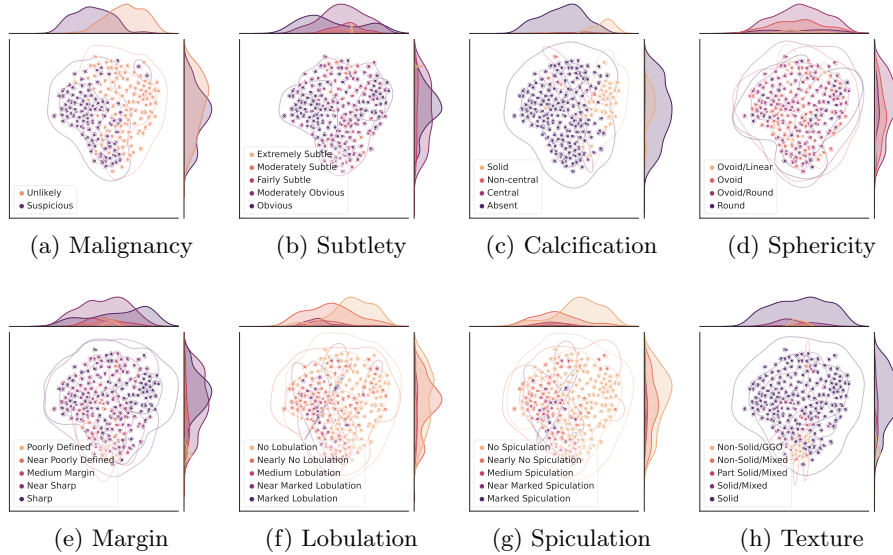 Unlikely
Suspicious
(a) Malignancy
Extremely Subtle
Moderately Subtle
Fairly Subtle
Moderately Obvious
Obvious
(b) Subtlety
Solid
Non-central
Central
Absent
(c) Calcification
Ovoid/Linear
Ovoid
Ovoid/Round
Round
(d) Sphericity
Poorly Defined
Near Poorly Defined
Medium Margin
Near Sharp
Sharp
(e) Margin
No Lobulation
Nearly No Lobulation
Medium Lobulation
Near Marked Lobulation
Marked Lobulation
(f) Lobulation
No Spiculation
Nearly No Spiculation
Medium Spiculation
Near Marked Spiculation
Marked Spiculation
(g) Spiculation
Non-Solid/GGO
Non-Solid/Mixed
Part Solid/Mixed
Solid/Mixed
Solid
(h) Texture